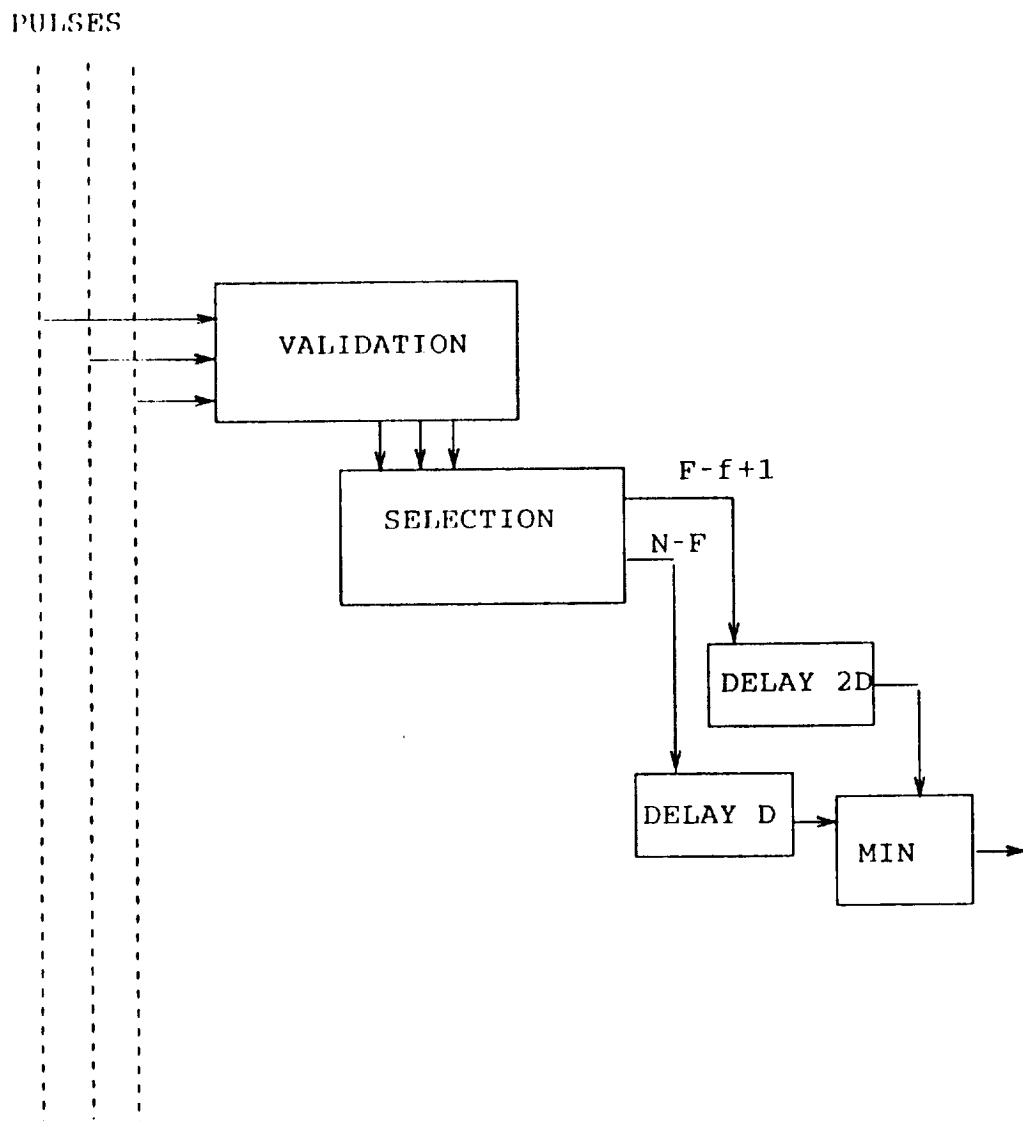 PULSES
VALIDATION
F-f+1
SELECTION
N-F
DELAY 2D
DELAY D
MIN